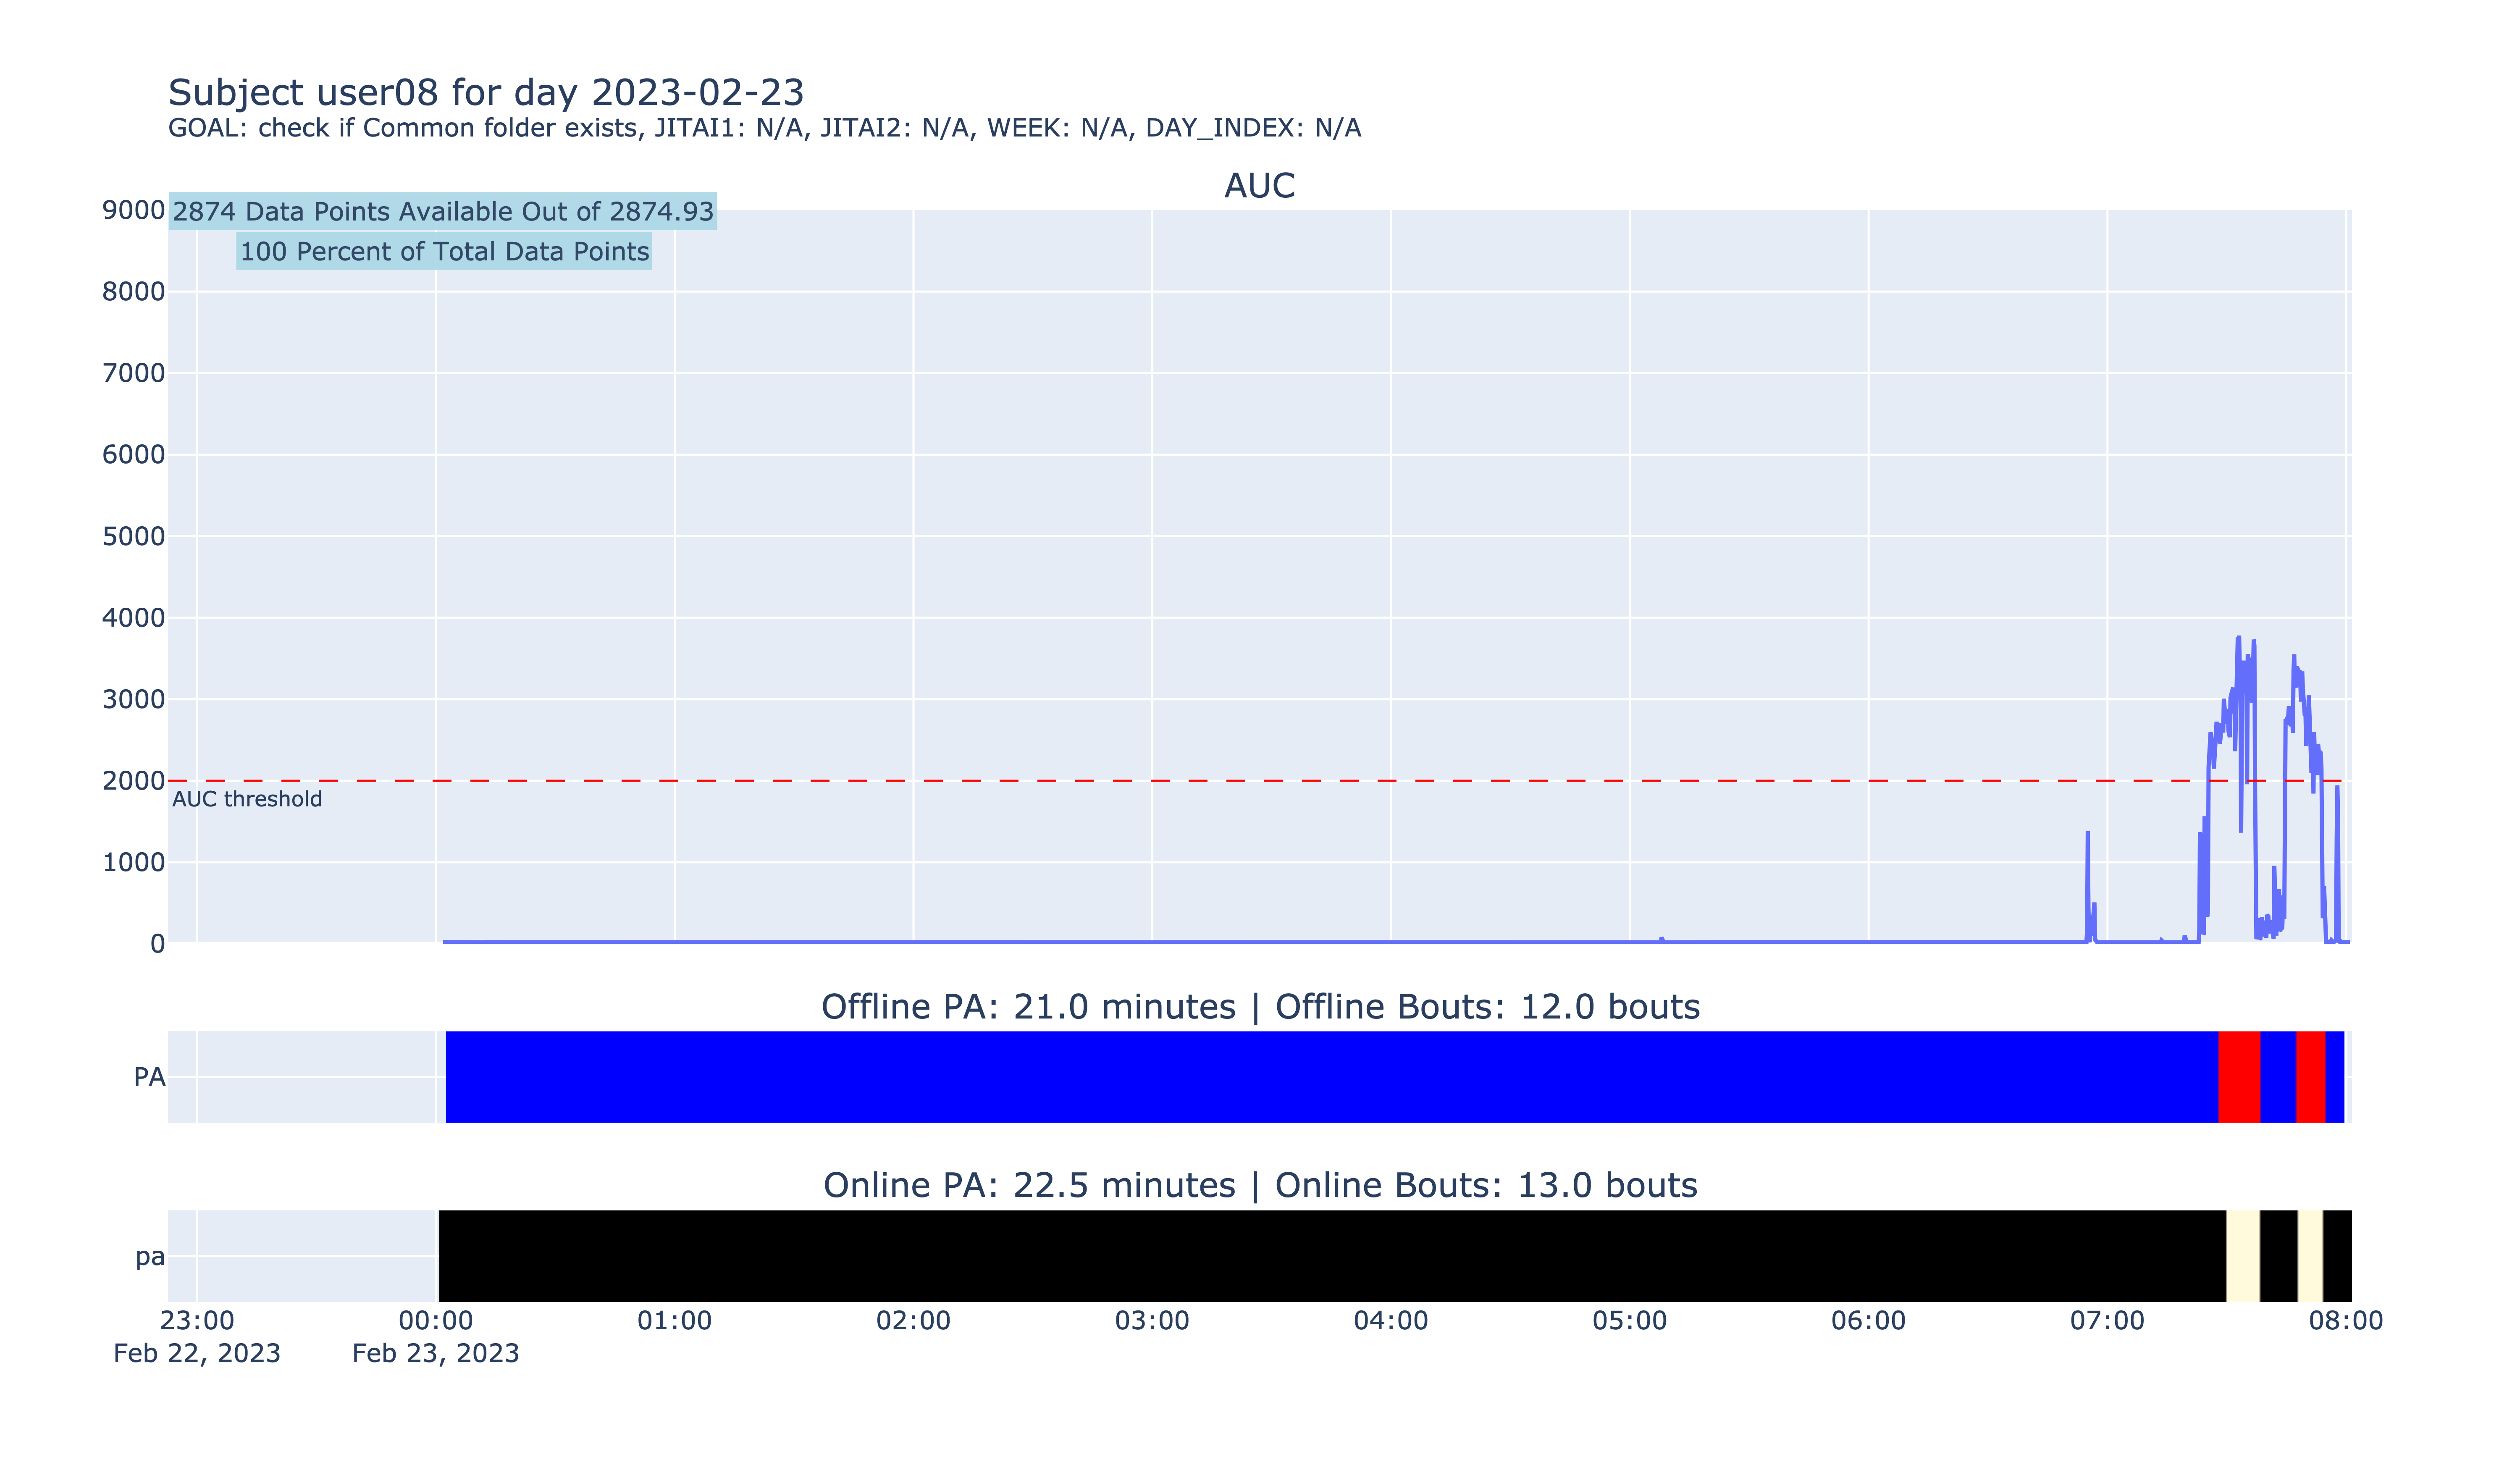 Subject user08 for day 2023-02-23
GOAL: check if Common folder exists, JITAI1: N/A, JITAI2: N/A, WEEK: N/A, DAY_INDEX: N/A
AUC
2874 Data Points Available Out of 2874.93
100 Percent of Total Data Points
9000
8000
7000
6000
5000
4000
3000
2000
AUC threshold
1000
0
Offline PA: 21.0 minutes | Offline Bouts: 12.0 bouts
PA
Online PA: 22.5 minutes | Online Bouts: 13.0 bouts
pa
23:00 00:00 01:00 02:00 03:00 04:00 05:00 06:00 07:00 08:00
Feb 22, 2023 Feb 23, 2023